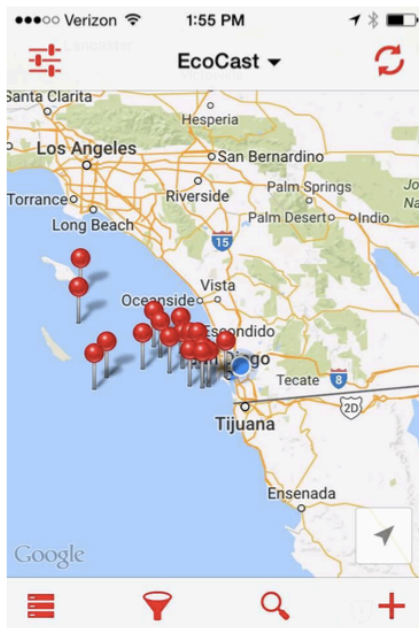 Verizon 1:55 PM
EcoCast
Santa Clarita
Hesperia
Los Angeles
San Bernardino
Riverside
Palm Springs
Torrance
Palm Desert
Indio
Long Beach
15
Vista
Oceanside
Escondido
Diego
Tecate
8
2D
Tijuana
Ensenada
Google